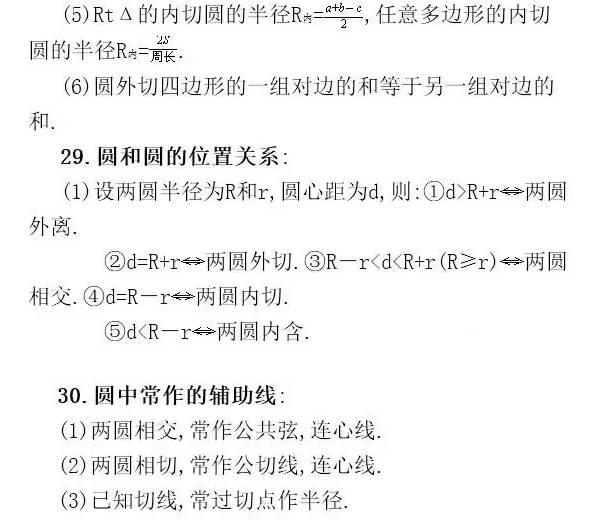 (5)RtΔ的内切圆的半径R内=\frac{a+b-c}{2},任意多边形的内切
圆的半径R内=\frac{2S}{周长}.
(6)圆外切四边形的一组对边的和等于另一组对边的
和.
29.圆和圆的位置关系:
(1)设两圆半径为R和r,圆心距为d,则:①d>R+r⇔两圆
外离.
②d=R+r⇔两圆外切.③R-r<d<R+r(R≥r)⇔两圆
相交.④d=R-r⇔两圆内切.
⑤d<R-r⇔两圆内含.
30.圆中常作的辅助线:
(1)两圆相交,常作公共弦,连心线.
(2)两圆相切,常作公切线,连心线.
(3)已知切线,常过切点作半径.